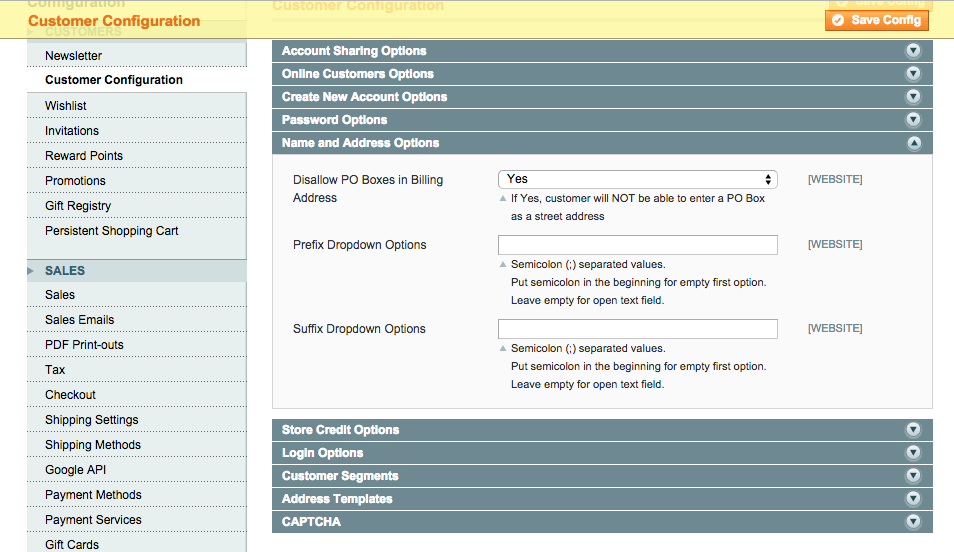 Configuration
Customer Configuration
Save Config
Customer Configuration
Save Config
CUSTOMERS
Newsletter
Customer Configuration
Wishlist
Invitations
Reward Points
Promotions
Gift Registry
Persistent Shopping Cart
SALES
Sales
Sales Emails
PDF Print-outs
Tax
Checkout
Shipping Settings
Shipping Methods
Google API
Payment Methods
Payment Services
Gift Cards
Account Sharing Options
Online Customers Options
Create New Account Options
Password Options
Name and Address Options
Disallow PO Boxes in Billing
Address
Yes
[WEBSITE]
If Yes, customer will NOT be able to enter a PO Box
as a street address
Prefix Dropdown Options
[WEBSITE]
Semicolon (;) separated values.
Put semicolon in the beginning for empty first option.
Leave empty for open text field.
Suffix Dropdown Options
[WEBSITE]
Semicolon (;) separated values.
Put semicolon in the beginning for empty first option.
Leave empty for open text field.
Store Credit Options
Login Options
Customer Segments
Address Templates
CAPTCHA